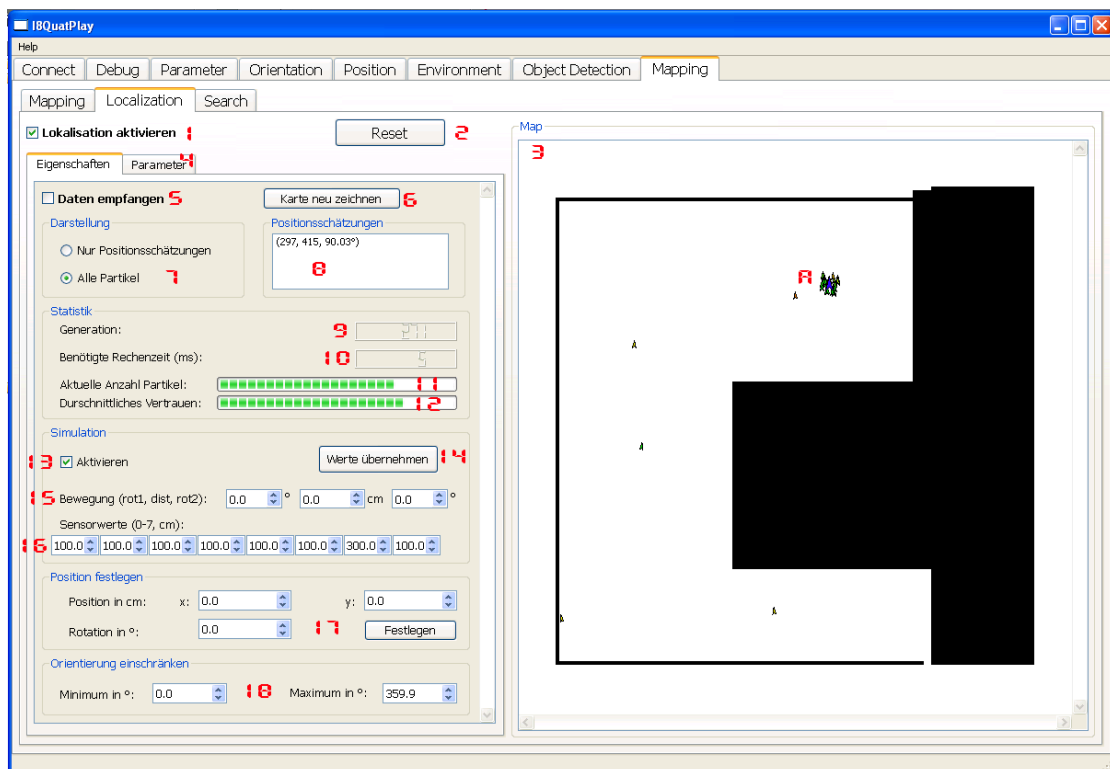 I8QuatPlay
Help
Connect Debug Parameter Orientation Position Environment Object Detection Mapping
Mapping Localization Search
Lokalisation aktivieren 1 Reset 2
Map
3
Eigenschaften Parameter 4
Daten empfangen 5 Karte neu zeichnen 6
Darstellung
Nur Positionsschätzungen
Alle Partikel 7
Positionsschätzungen
(297, 415, 90.03°)
8
A
Statistik
Generation: 9 271
Benötigte Rechenzeit (ms): 10 5
Aktuelle Anzahl Partikel: 11
Durschnittliches Vertrauen: 12
Simulation
13 Aktivieren Werte übernehmen 14
15 Bewegung (rot1, dist, rot2): 0.0 ° 0.0 cm 0.0 °
Sensorwerte (0-7, cm):
16 100.0 100.0 100.0 100.0 100.0 100.0 300.0 100.0
Position festlegen
Position in cm: x: 0.0 y: 0.0
Rotation in °: 0.0 17 Festlegen
Orientierung einschränken
Minimum in °: 0.0 18 Maximum in °: 359.9